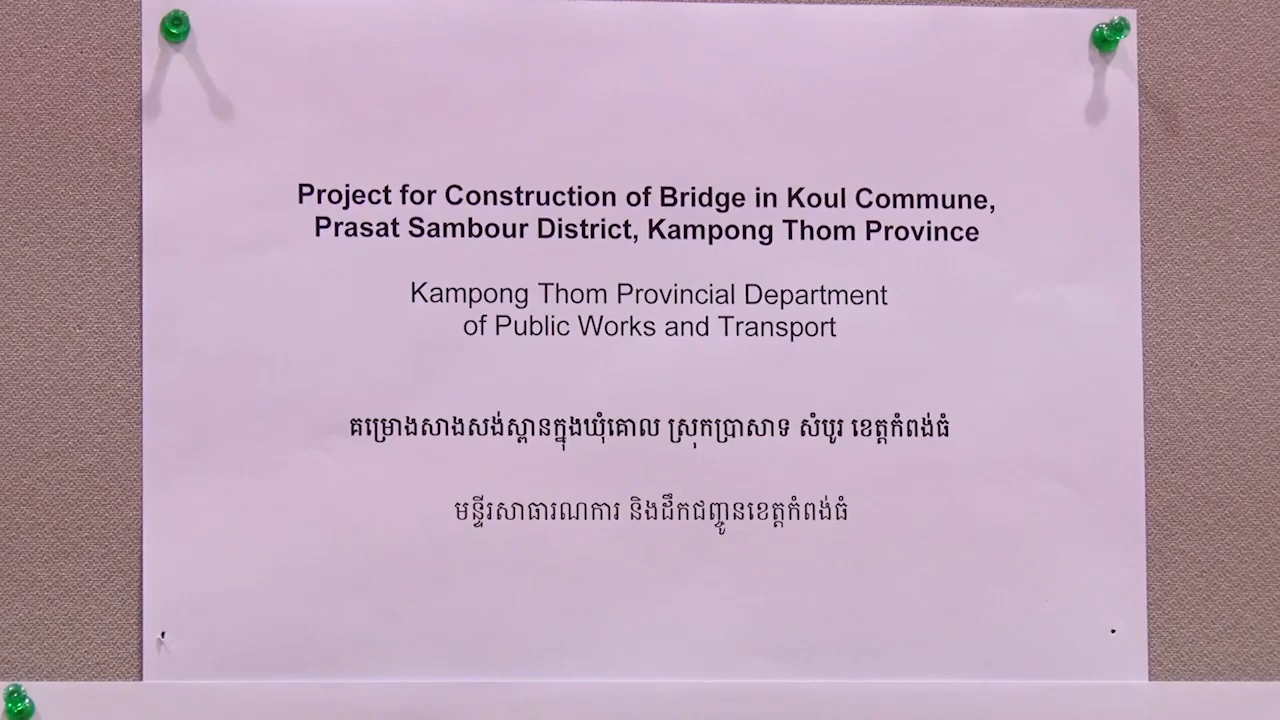 Project for Construction of Bridge in Koul Commune,
Prasat Sambour District, Kampong Thom Province
Kampong Thom Provincial Department
of Public Works and Transport
គម្រោងសាងសង់ស្ពានក្នុងឃុំគោល ស្រុកប្រាសាទ សំបូរ ខេត្តកំពង់ធំ
មន្ទីរសាធារណការ និងដឹកជញ្ចូនខេត្តកំពង់ធំ